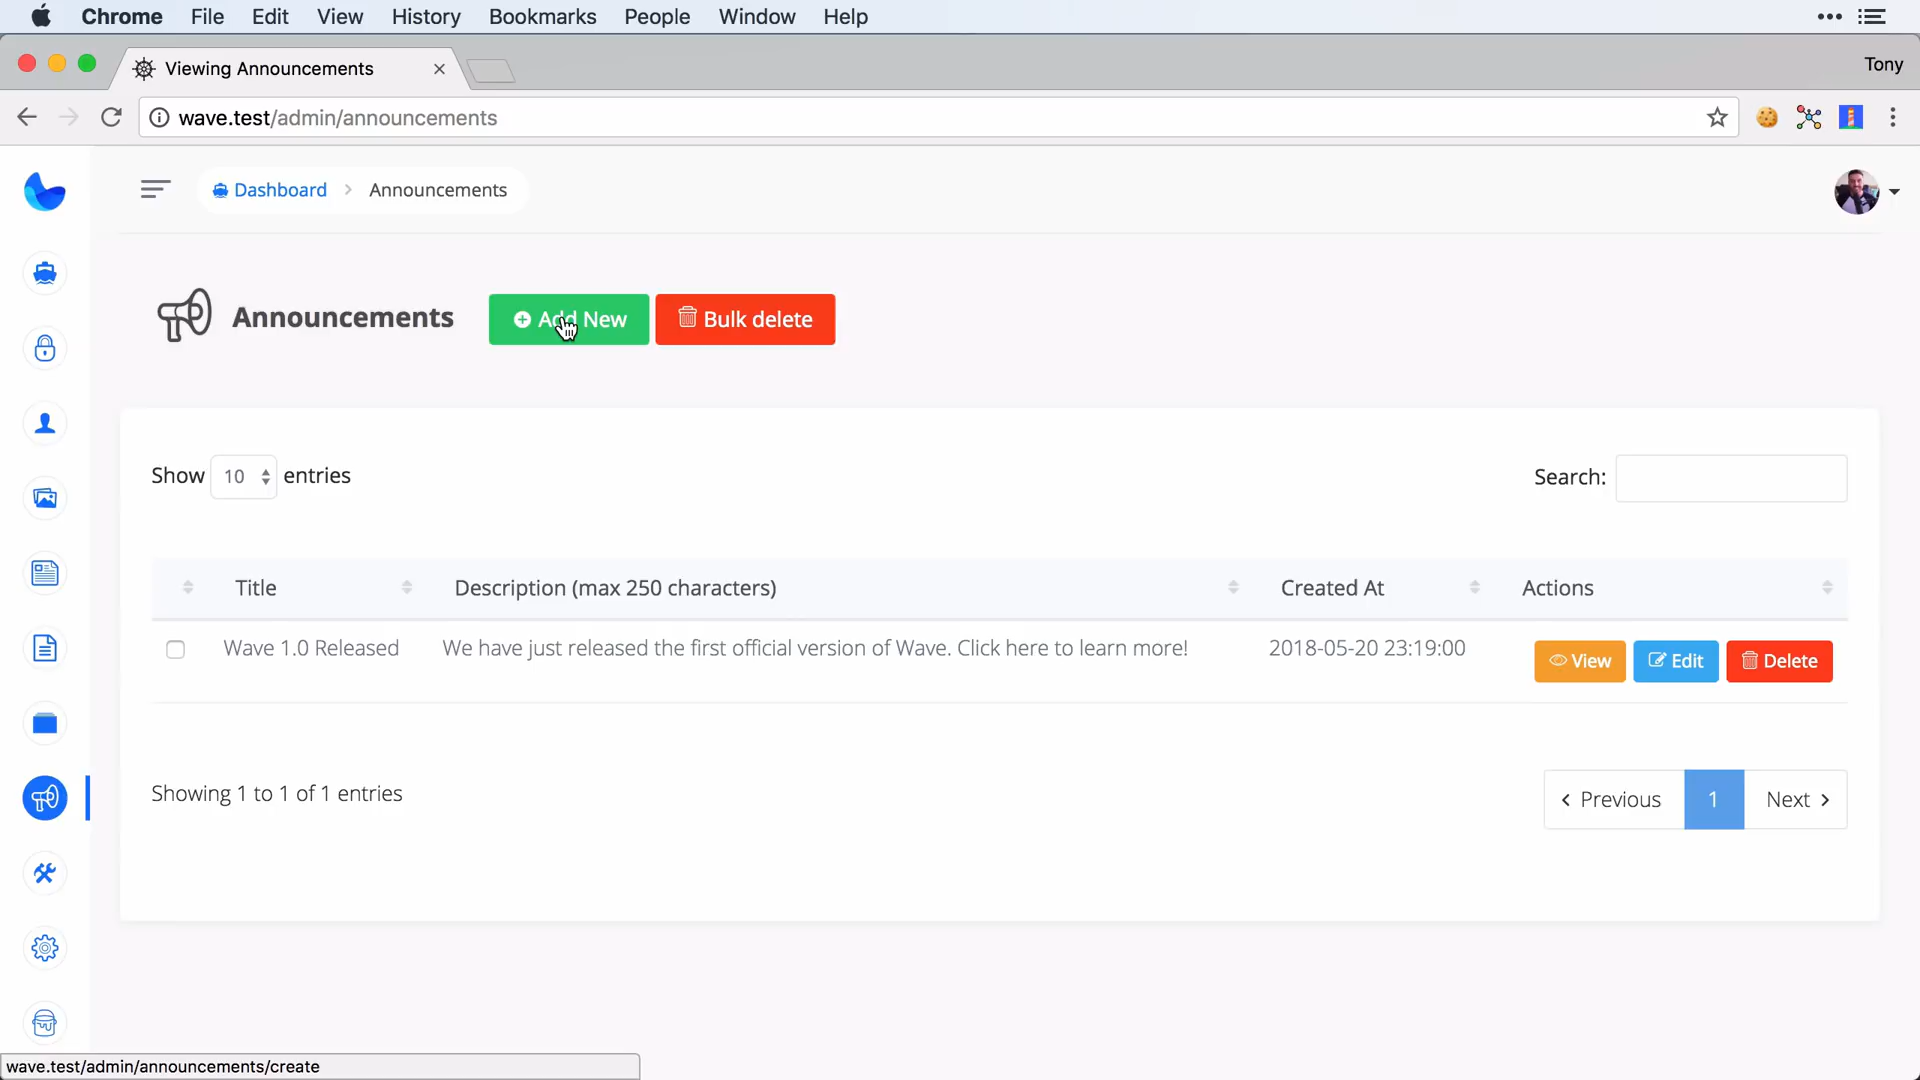 Chrome File Edit View History Bookmarks People Window Help
Viewing Announcements
Tony
wave.test/admin/announcements
Dashboard > Announcements
Announcements
Add New
Bulk delete
Show 10 entries
Search:
Title Description (max 250 characters) Created At Actions
Wave 1.0 Released We have just released the first official version of Wave. Click here to learn more! 2018-05-20 23:19:00 View Edit Delete
Showing 1 to 1 of 1 entries
Previous 1 Next
wave.test/admin/announcements/create